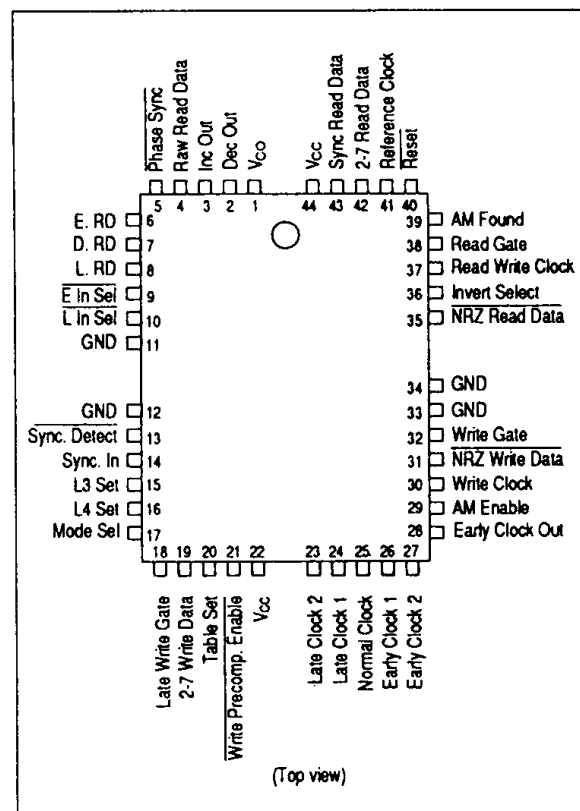 Phase Sync
Raw Read Data
Inc Out
Dec Out
Vco
Vcc
Sync Read Data
2-7 Read Data
Reference Clock
Reset
5
4
3
2
1
44
43
42
41
40
E. RD 6
D. RD 7
L. RD 8
E In Sel 9
L In Sel 10
GND 11
GND 12
Sync. Detect 13
Sync. In 14
L3 Set 15
L4 Set 16
Mode Sel 17
39 AM Found
38 Read Gate
37 Read Write Clock
36 Invert Select
35 NRZ Read Data
34 GND
33 GND
32 Write Gate
31 NRZ Write Data
30 Write Clock
29 AM Enable
28 Early Clock Out
18
19
20
21
22
23
24
25
26
27
Late Write Gate
2-7 Write Data
Table Set
Write Precomp. Enable
Vcc
Late Clock 2
Late Clock 1
Normal Clock
Early Clock 1
Early Clock 2
(Top view)